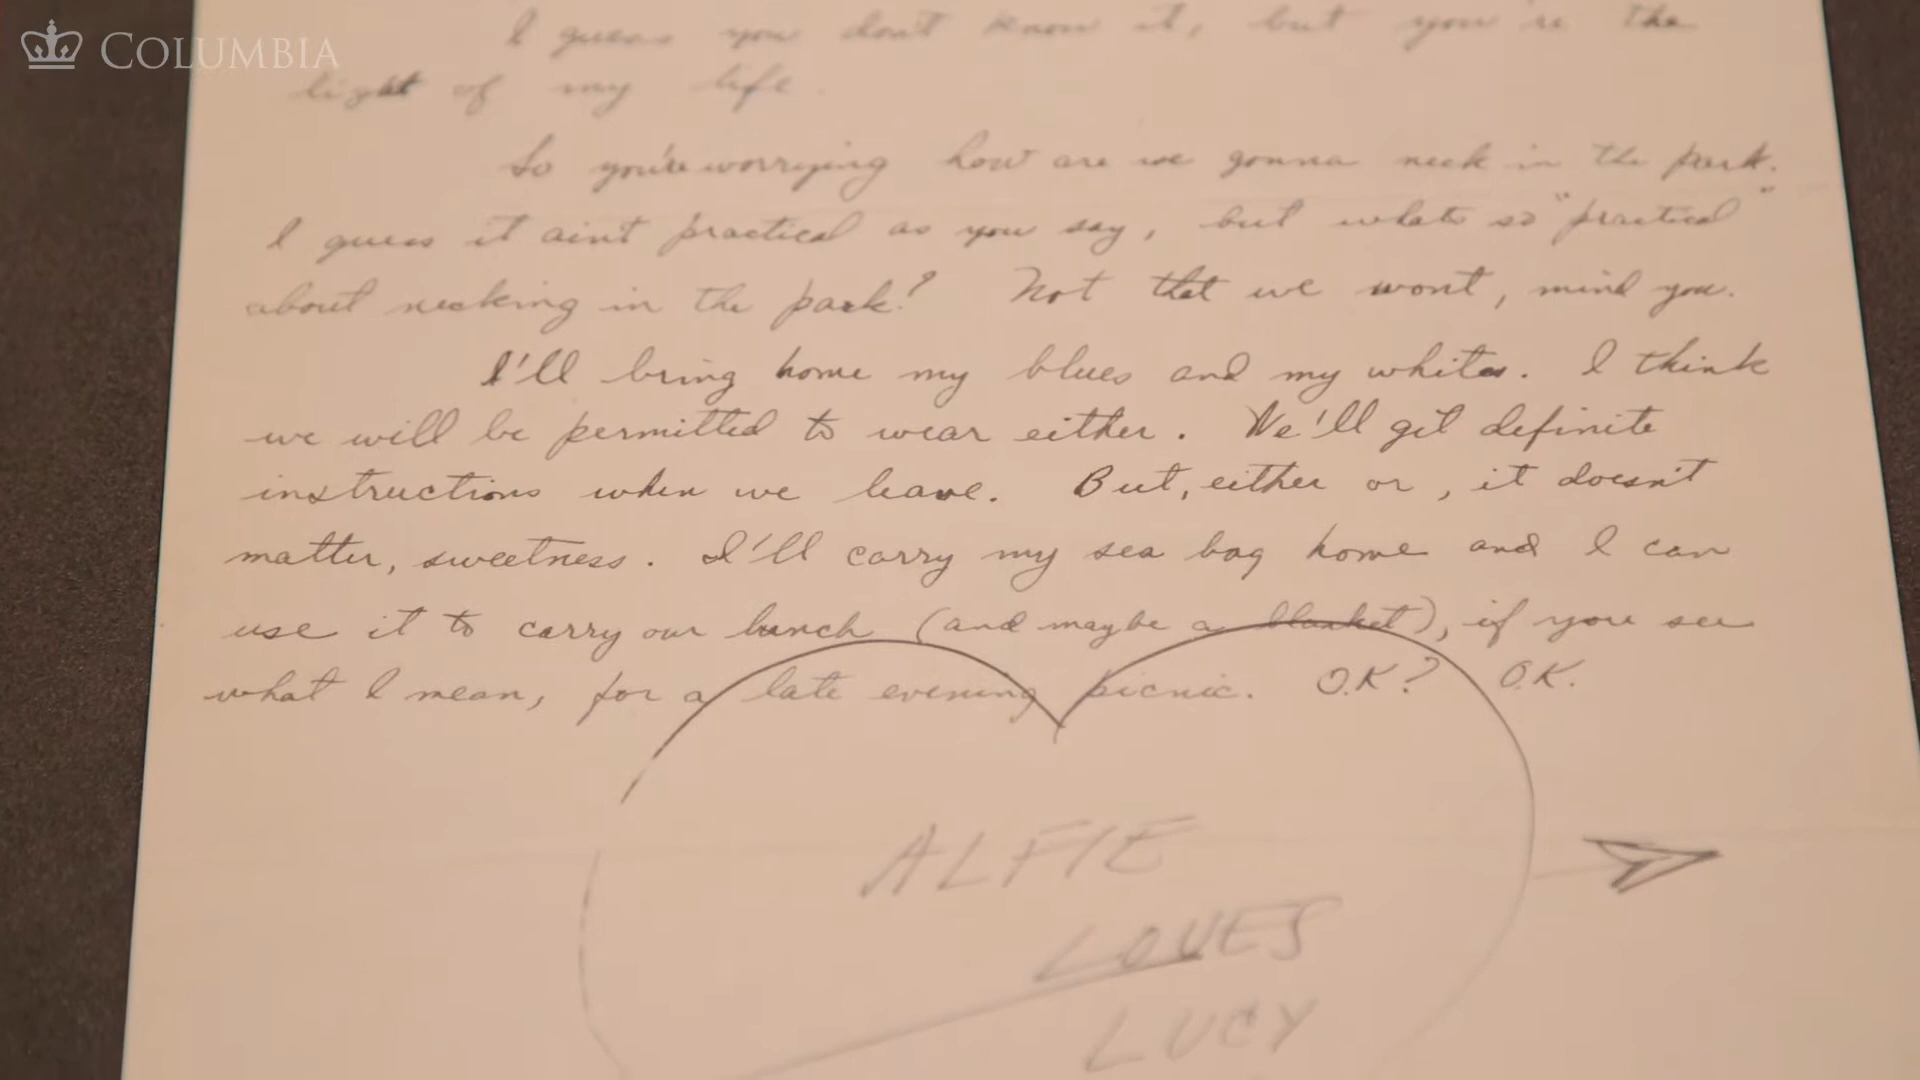 COLUMBIA
I guess you dont know it, but you're the
light of my life.
So you're worrying how are we gonna neck in the park.
I guess it aint practical as you say, but whats so "practical"
about necking in the park? Not that we wont, mind you.
I'll bring home my blues and my whites. I think
we will be permitted to wear either. We'll get definite
instructions when we leave. But, either or, it doesn't
matter, sweetness. I'll carry my sea bag home and I can
use it to carry our lunch (and maybe a blanket), if you see
what I mean, for a late evening picnic. O.K? O.K.
ALFIE
LOVES
LUCY